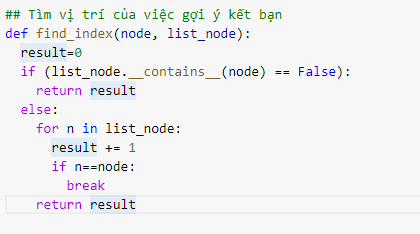 ## Tìm vị trí của việc gợi ý kết bạn
def find_index(node, list_node):
  result=0
  if (list_node.__contains__(node) == False):
    return result
  else:
    for n in list_node:
      result += 1
      if n==node:
        break
    return result